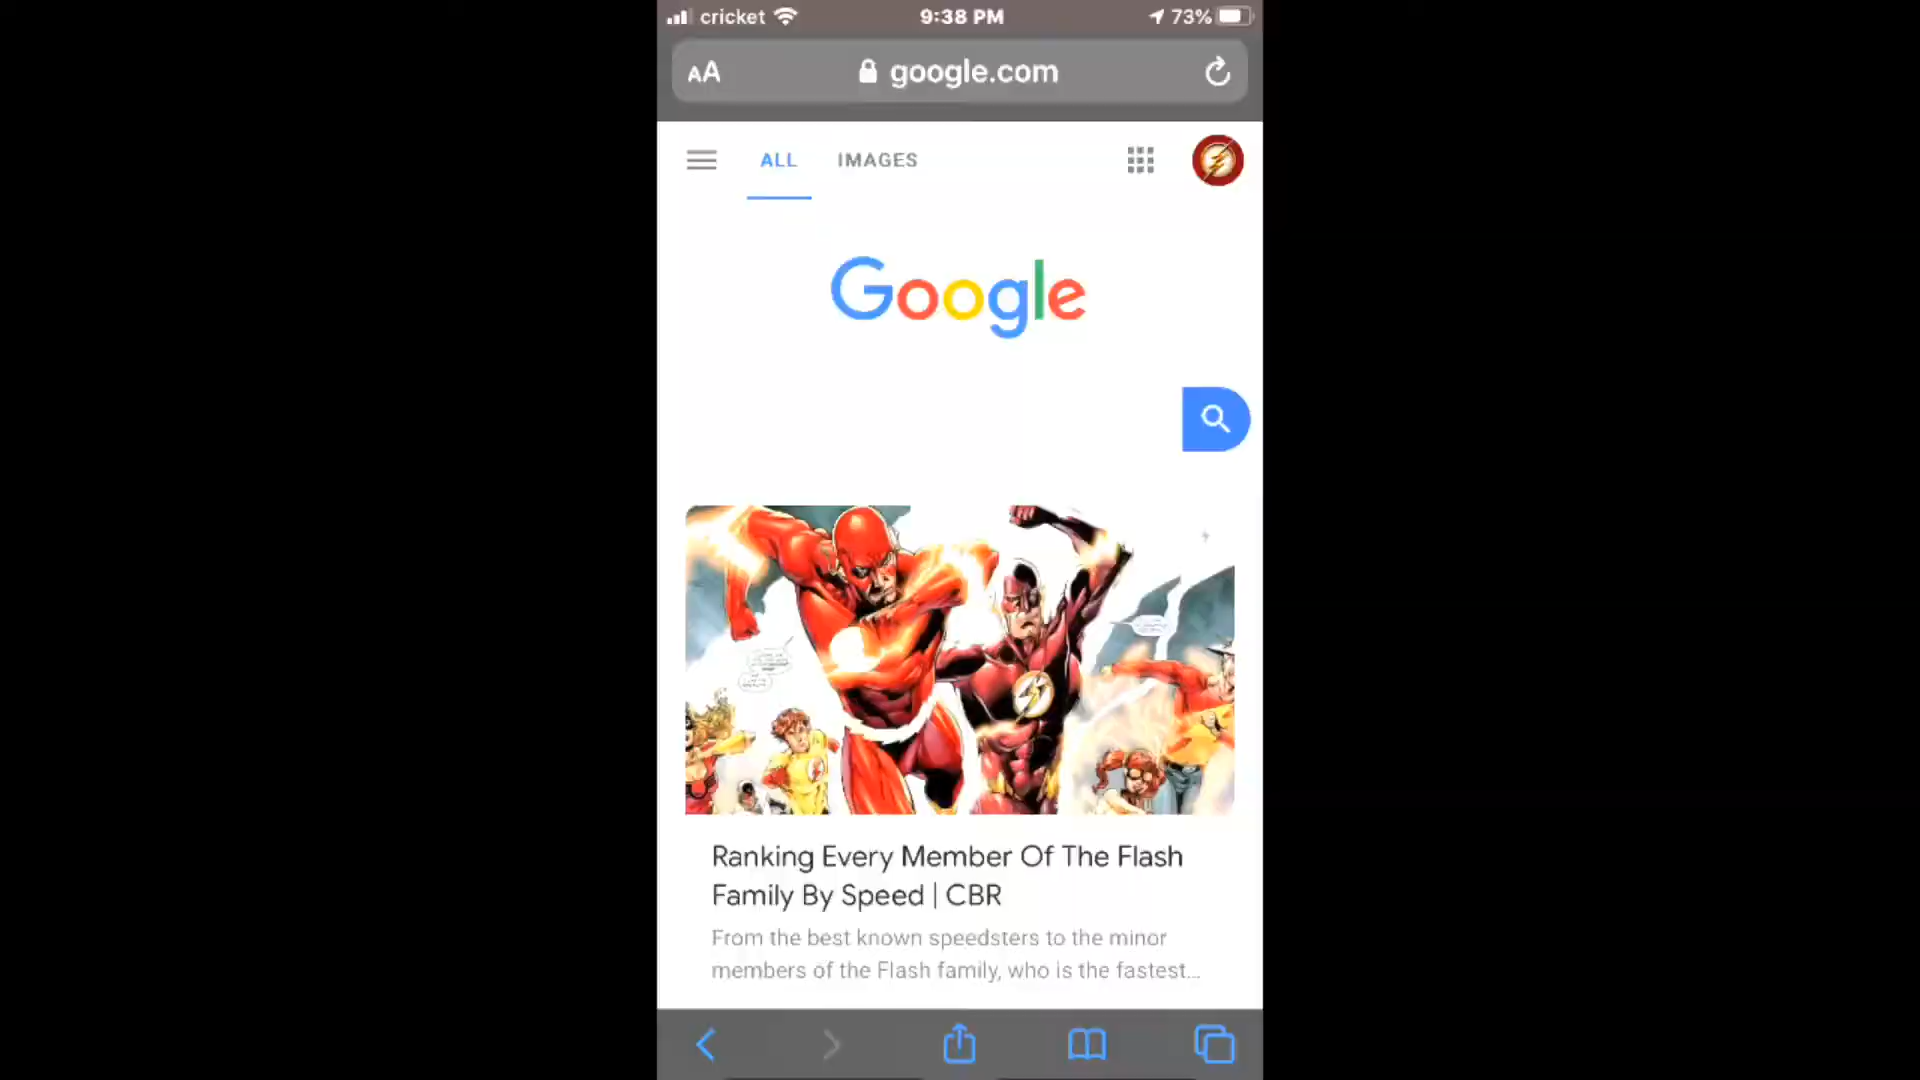 cricket 9:38 PM 73%
AA google.com
ALL IMAGES
Google
Ranking Every Member Of The Flash
Family By Speed | CBR
From the best known speedsters to the minor
members of the Flash family, who is the fastest...